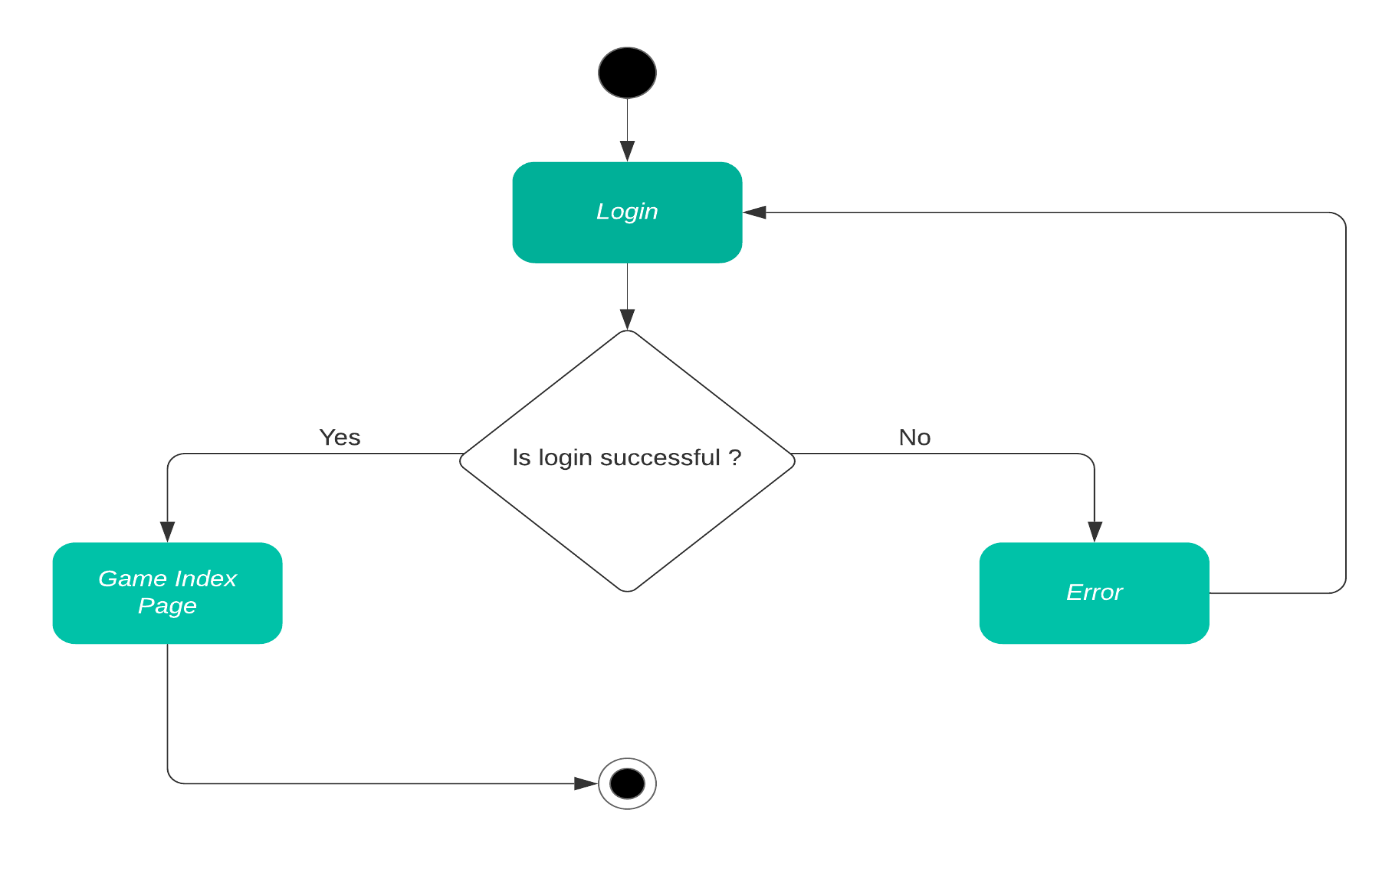 Login
Is login successful ?
Yes
No
Game Index
Page
Error